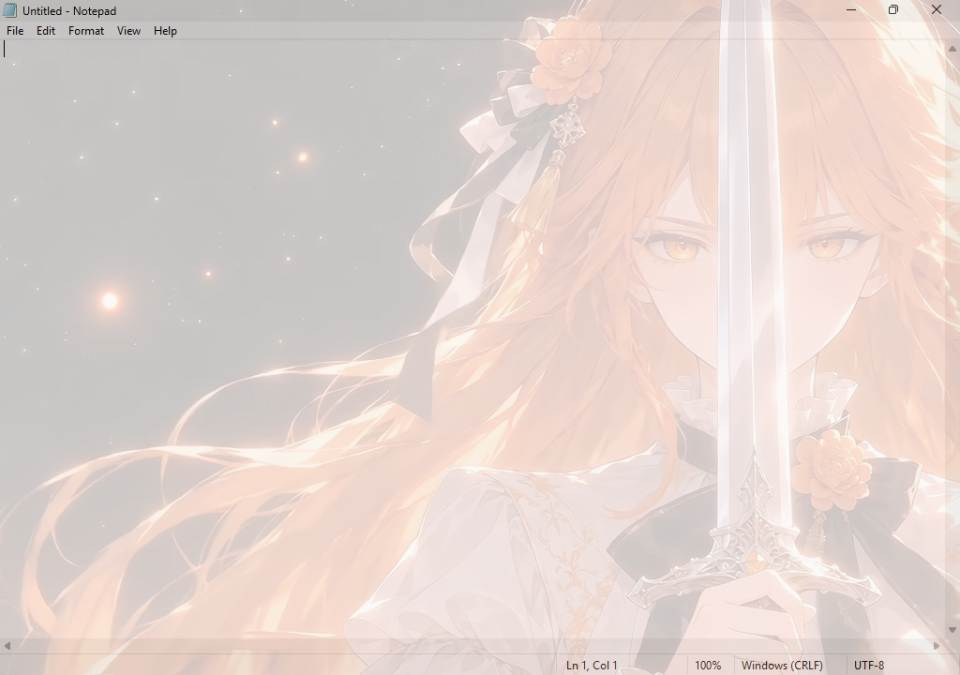 Untitled - Notepad
File Edit Format View Help
Ln 1, Col 1 100% Windows (CRLF) UTF-8